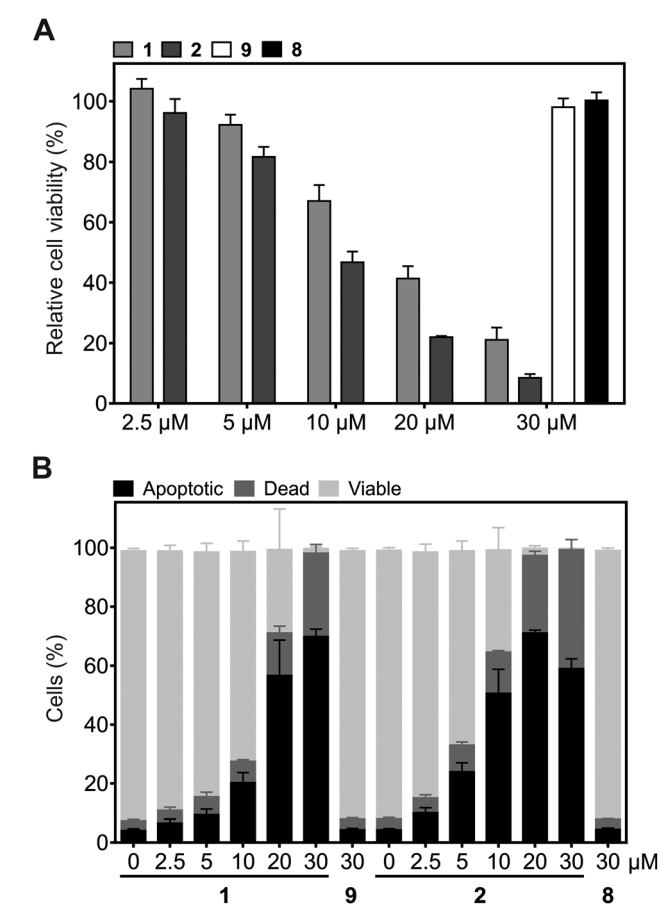 A
1 2 9 8
Relative cell viability (%)
100
80
60
40
20
0
2.5 µM 5 µM 10 µM 20 µM 30 µM
B
Apoptotic Dead Viable
Cells (%)
100
80
60
40
20
0
0 2.5 5 10 20 30 30 0 2.5 5 10 20 30 30 µM
1 9 2 8